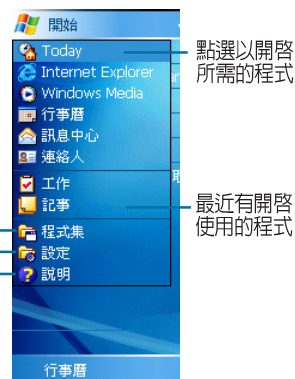 開始
Today
Internet Explorer
Windows Media
行事曆
訊息中心
連絡人
工作
記事
程式集
設定
說明
行事曆
點選以開啓
所需的程式
最近有開啓
使用的程式